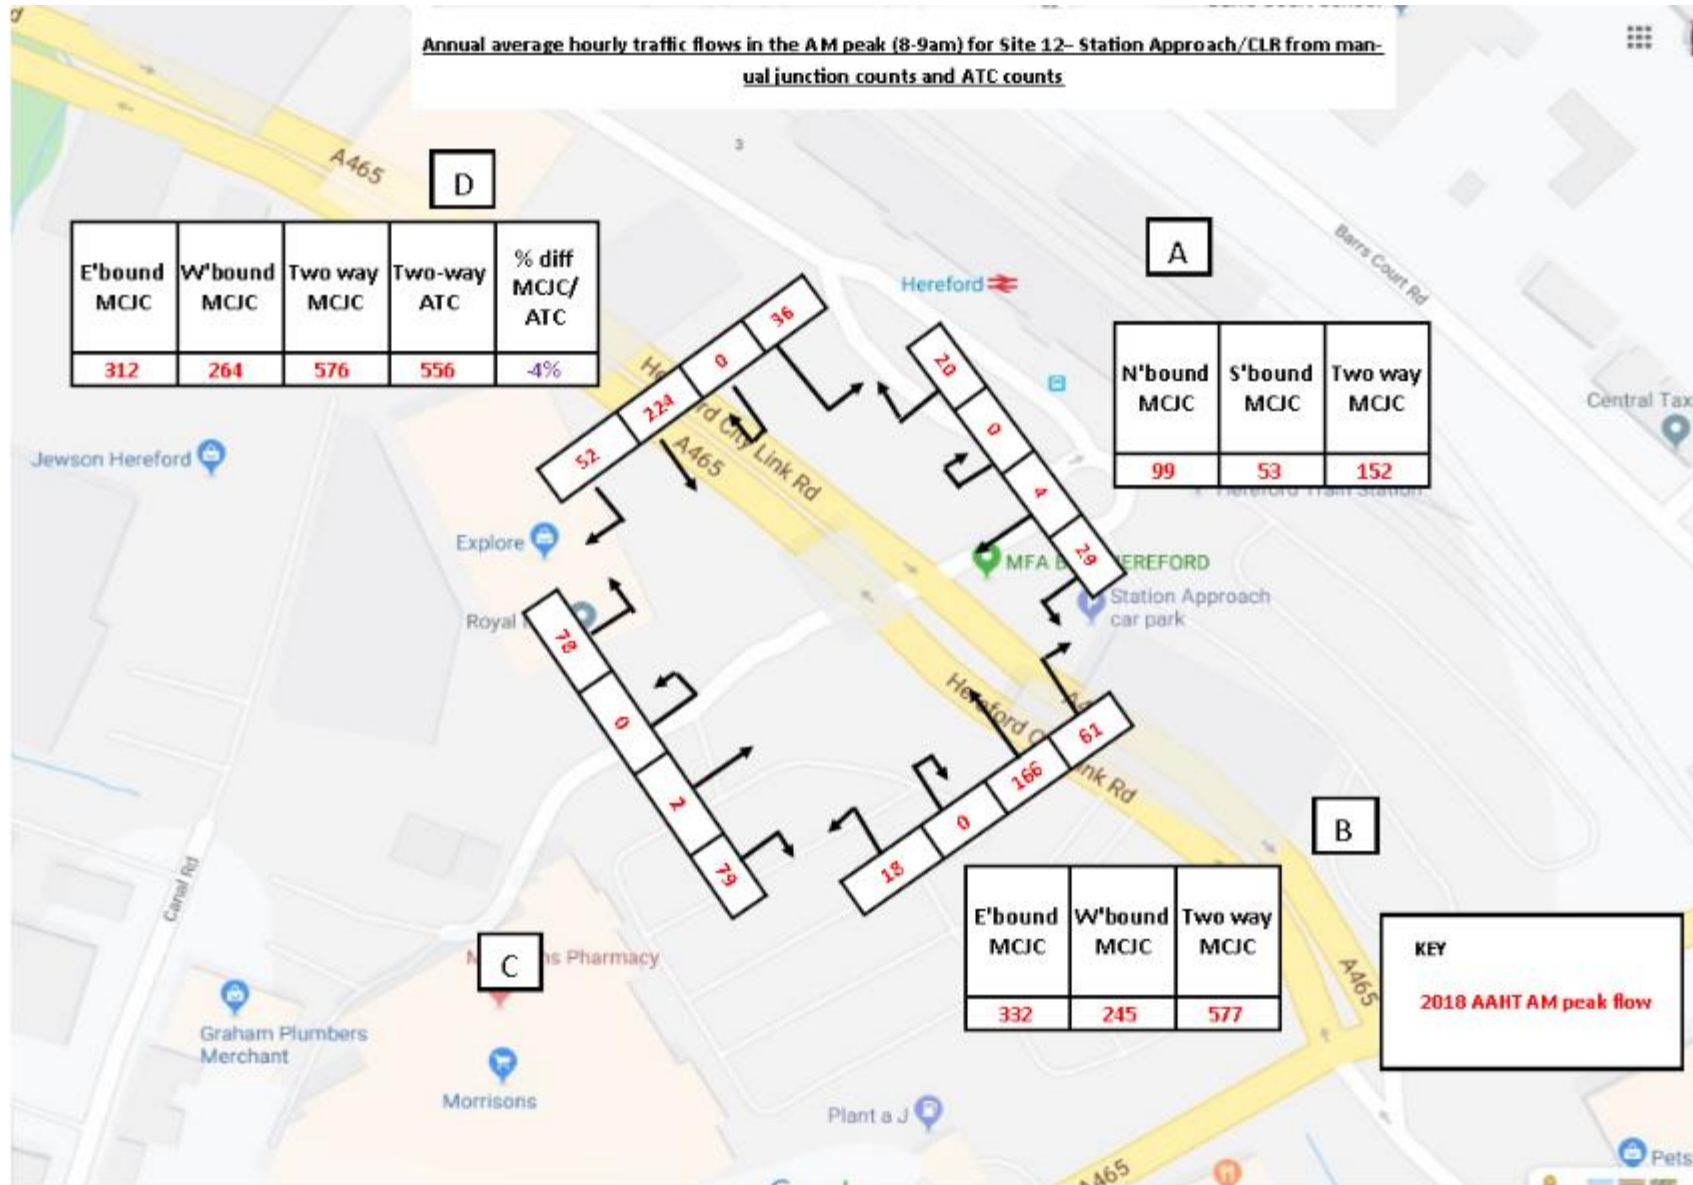 Annual average hourly traffic flows in the AM peak (8-9am) for Site 12– Station Approach/CLR from man-
ual junction counts and ATC counts
3
A465
D
A
Barrs Court Rd
E'bound MCJC
W'bound MCJC
Two way MCJC
Two-way ATC
% diff MCJC/ ATC
312
264
576
556
-4%
Hereford
N'bound MCJC
S'bound MCJC
Two way MCJC
99
53
152
36
0
224
52
20
0
4
29
Central Tax
Jewson Hereford
rd City Link Rd
A465
Explore
MFA B
EREFORD
Station Approach
car park
Royal
78
0
2
79
61
166
0
18
ink Rd
B
E'bound MCJC
W'bound MCJC
Two way MCJC
332
245
577
Canal Rd
C
ns Pharmacy
KEY
2018 AAHT AM peak flow
A465
Graham Plumbers
Merchant
Morrisons
Plant a J
A465
Pets